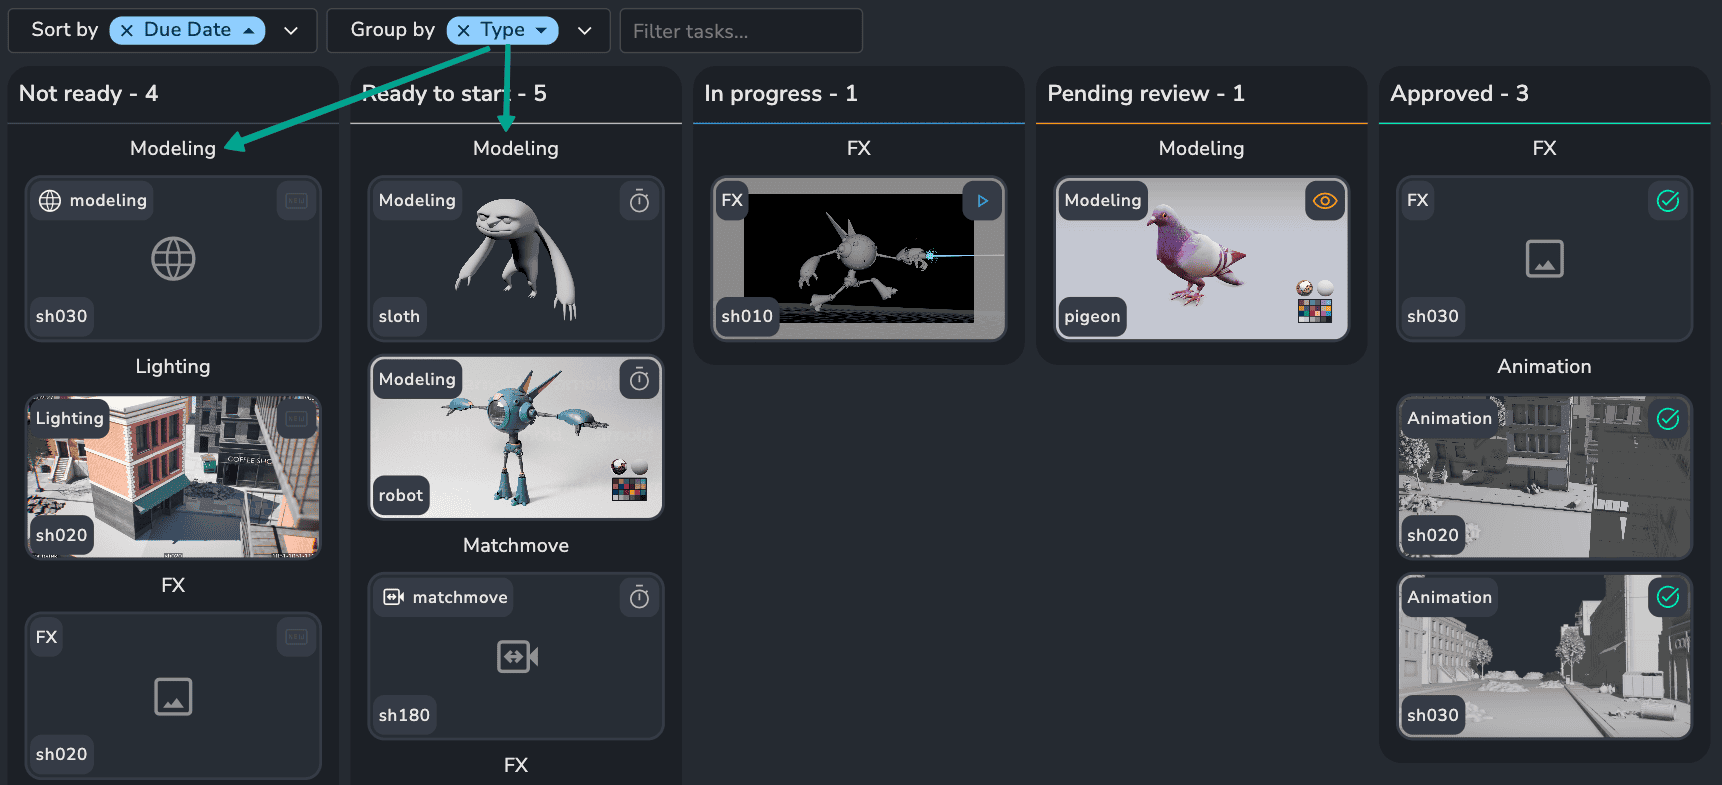 Sort by
Due Date
Group by
Type
Filter tasks...
Not ready - 4
Modeling
modeling
sh030
Lighting
Lighting
COFFEE SHO
sh020
FX
FX
sh020
Ready to start - 5
Modeling
Modeling
sloth
Modeling
robot
Matchmove
matchmove
sh180
FX
In progress - 1
FX
FX
sh010
Pending review - 1
Modeling
Modeling
pigeon
Approved - 3
FX
FX
sh030
Animation
Animation
sh020
Animation
sh030